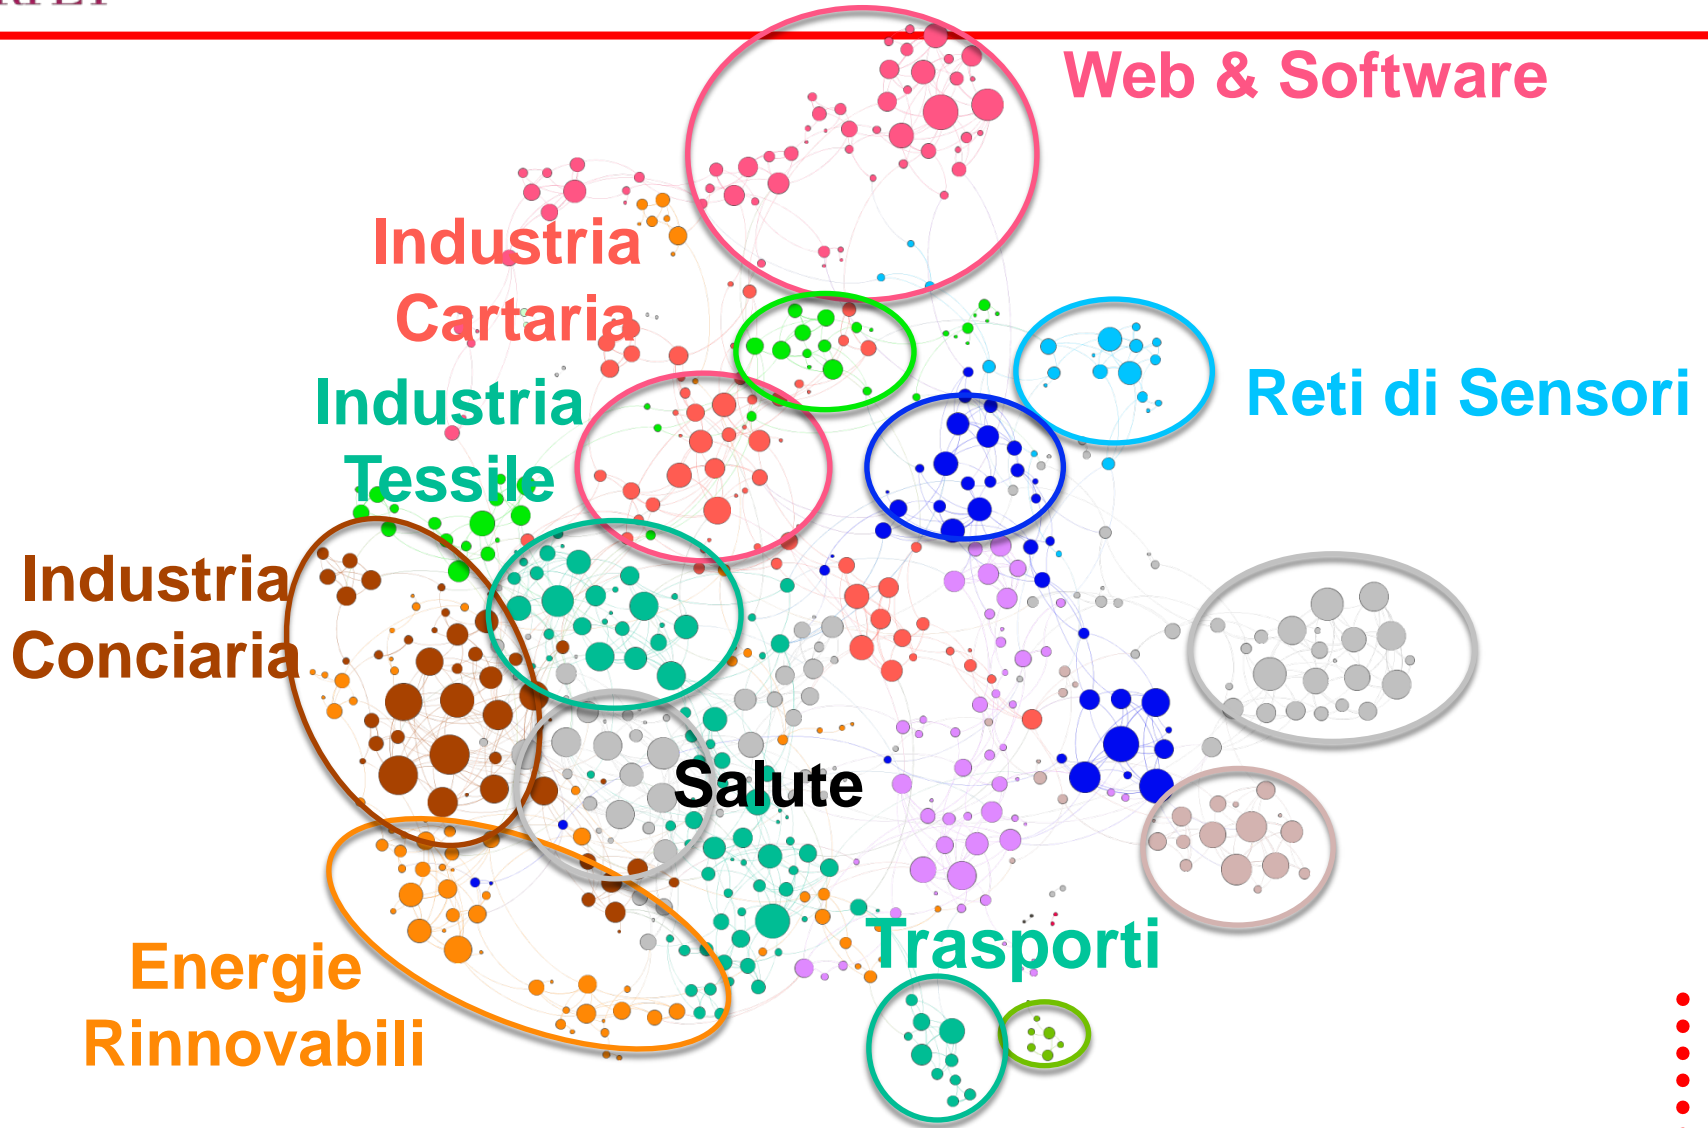 Web & Software
Industria
Cartaria
Industria
Tessile
Reti di Sensori
Industria
Conciaria
Salute
Trasporti
Energie
Rinnovabili